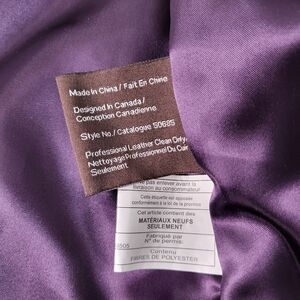 Made In China / Fait En Chine
Designed In Canada /
Conception Canadienne
Style No / Catalogue 50685
Professional Leather Clean Only.
Nettoyage Professionnel Du Cuir
Seulement
pas enlever avant la
livraison au consommateur
Cette étiquette est apposée
conformément à la loi de la province
Cet article contient des
MATÉRIAUX NEUFS
SEULEMENT
Fabriqué par
N° de permis:
Contenu
FIBRES DE POLYESTER